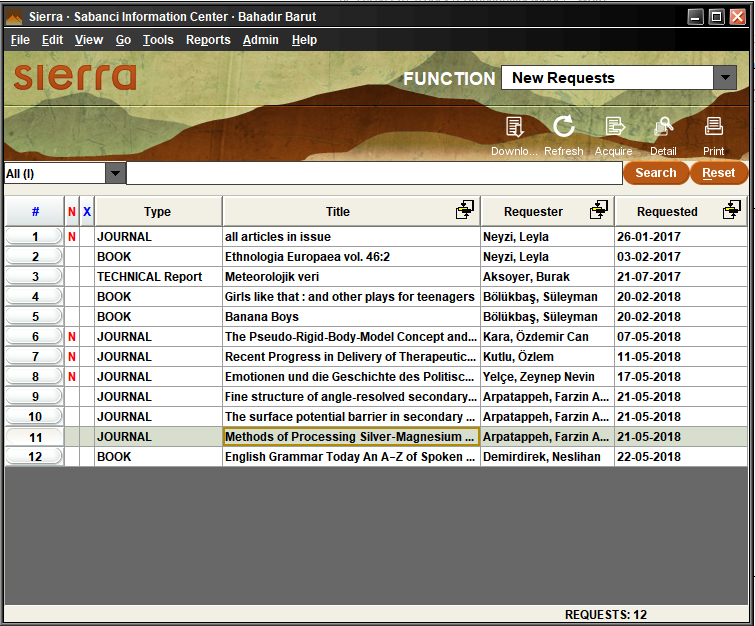 Sierra · Sabanci Information Center · Bahadır Barut
File Edit View Go Tools Reports Admin Help
sierra
FUNCTION New Requests
Downlo... Refresh Acquire Detail Print
All (I) Search Reset
# N X Type Title Requester Requested
1 N JOURNAL all articles in issue Neyzi, Leyla 26-01-2017
2 BOOK Ethnologia Europaea vol. 46:2 Neyzi, Leyla 03-02-2017
3 TECHNICAL Report Meteorolojik veri Aksoyer, Burak 21-07-2017
4 BOOK Girls like that : and other plays for teenagers Bölükbaş, Süleyman 20-02-2018
5 BOOK Banana Boys Bölükbaş, Süleyman 20-02-2018
6 N JOURNAL The Pseudo-Rigid-Body-Model Concept and... Kara, Özdemir Can 07-05-2018
7 N JOURNAL Recent Progress in Delivery of Therapeutic... Kutlu, Özlem 11-05-2018
8 N JOURNAL Emotionen und die Geschichte des Politisc... Yelçe, Zeynep Nevin 17-05-2018
9 JOURNAL Fine structure of angle-resolved secondary... Arpatappeh, Farzin A... 21-05-2018
10 JOURNAL The surface potential barrier in secondary ... Arpatappeh, Farzin A... 21-05-2018
11 JOURNAL Methods of Processing Silver-Magnesium ... Arpatappeh, Farzin A... 21-05-2018
12 BOOK English Grammar Today An A–Z of Spoken ... Demirdirek, Neslihan 22-05-2018
REQUESTS: 12